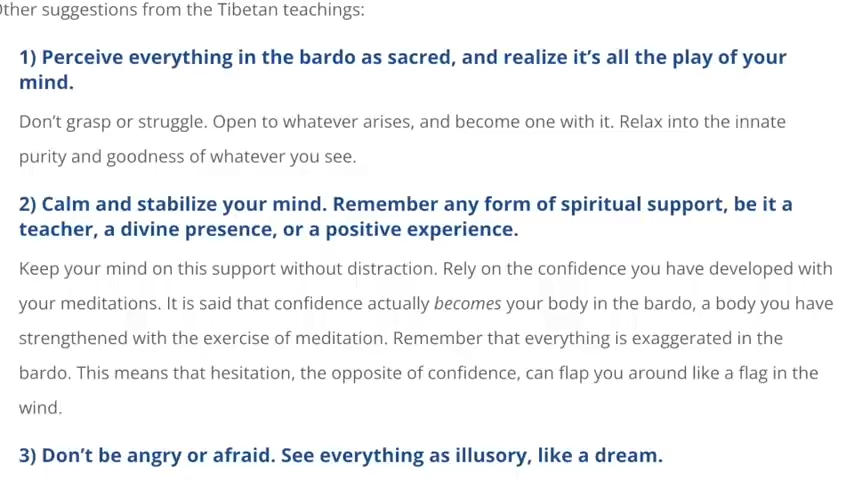 Other suggestions from the Tibetan teachings:
1) Perceive everything in the bardo as sacred, and realize it’s all the play of your
mind.
Don’t grasp or struggle. Open to whatever arises, and become one with it. Relax into the innate
purity and goodness of whatever you see.
2) Calm and stabilize your mind. Remember any form of spiritual support, be it a
teacher, a divine presence, or a positive experience.
Keep your mind on this support without distraction. Rely on the confidence you have developed with
your meditations. It is said that confidence actually becomes your body in the bardo, a body you have
strengthened with the exercise of meditation. Remember that everything is exaggerated in the
bardo. This means that hesitation, the opposite of confidence, can flap you around like a flag in the
wind.
3) Don’t be angry or afraid. See everything as illusory, like a dream.